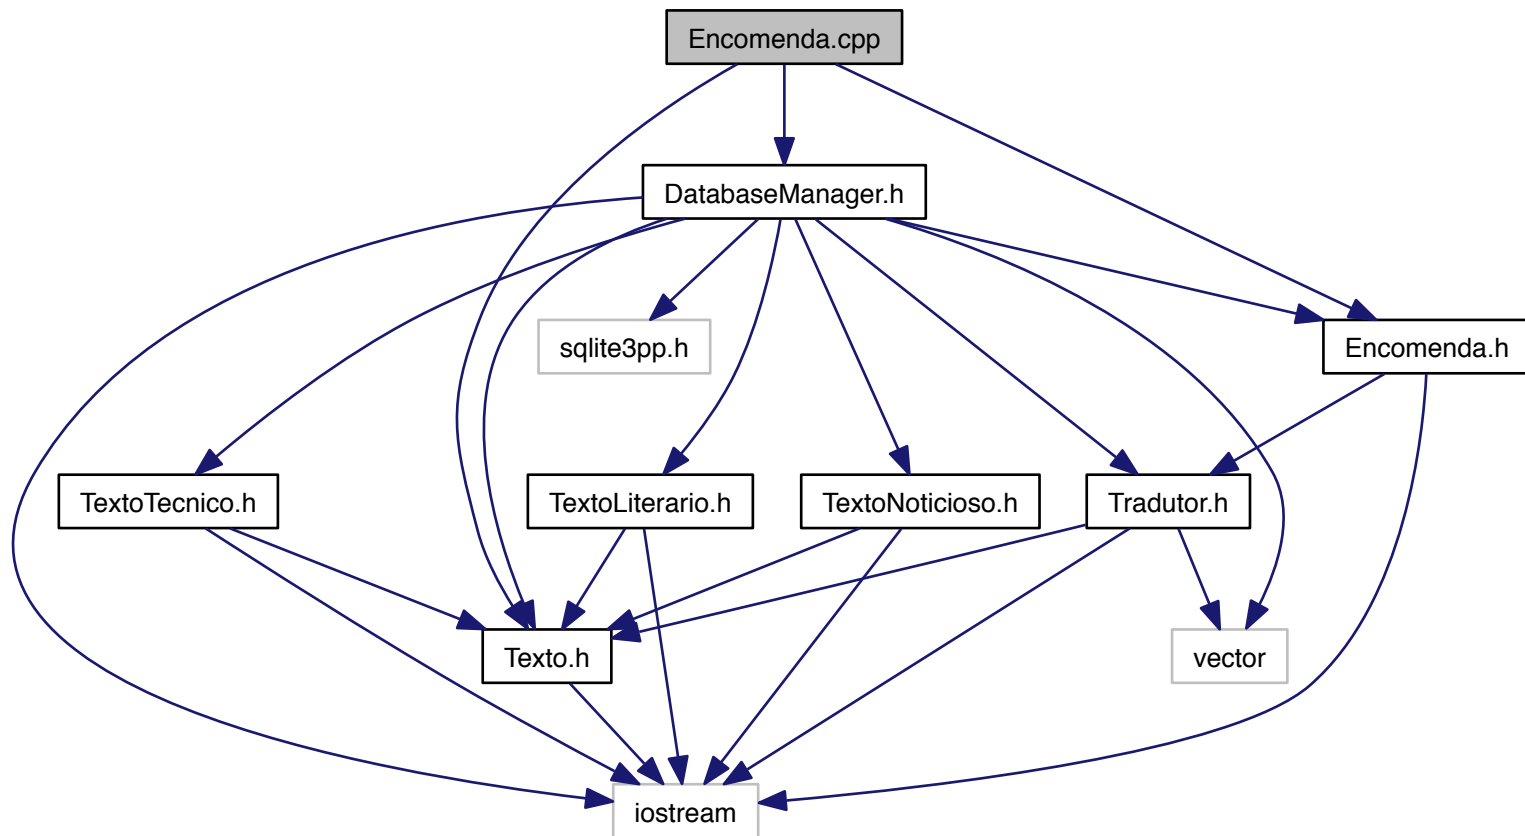 Encomenda.cpp
DatabaseManager.h
sqlite3pp.h
Encomenda.h
TextoTecnico.h
TextoLiterario.h
TextoNoticioso.h
Tradutor.h
Texto.h
vector
iostream